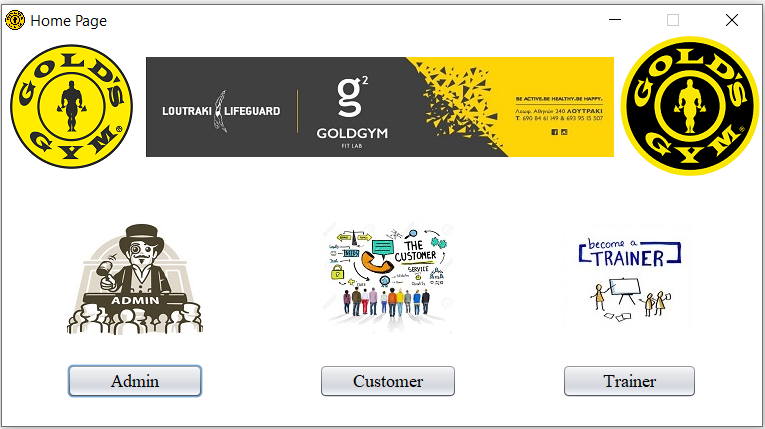 Home Page
GOLD'S GYM ®
LOUTRAKI LIFEGUARD
g2
GOLDGYM
FIT LAB
BE ACTIVE.BE HEALTHY.BE HAPPY.
Λεωφ. Αθηνών 240 ΛΟΥΤΡΑΚΙ
T. 690 84 61 149 & 693 95 15 507
GOLD'S GYM ®
ADMIN
THE
CUSTOMER
SERVICE
become a
TRAINER
Admin
Customer
Trainer